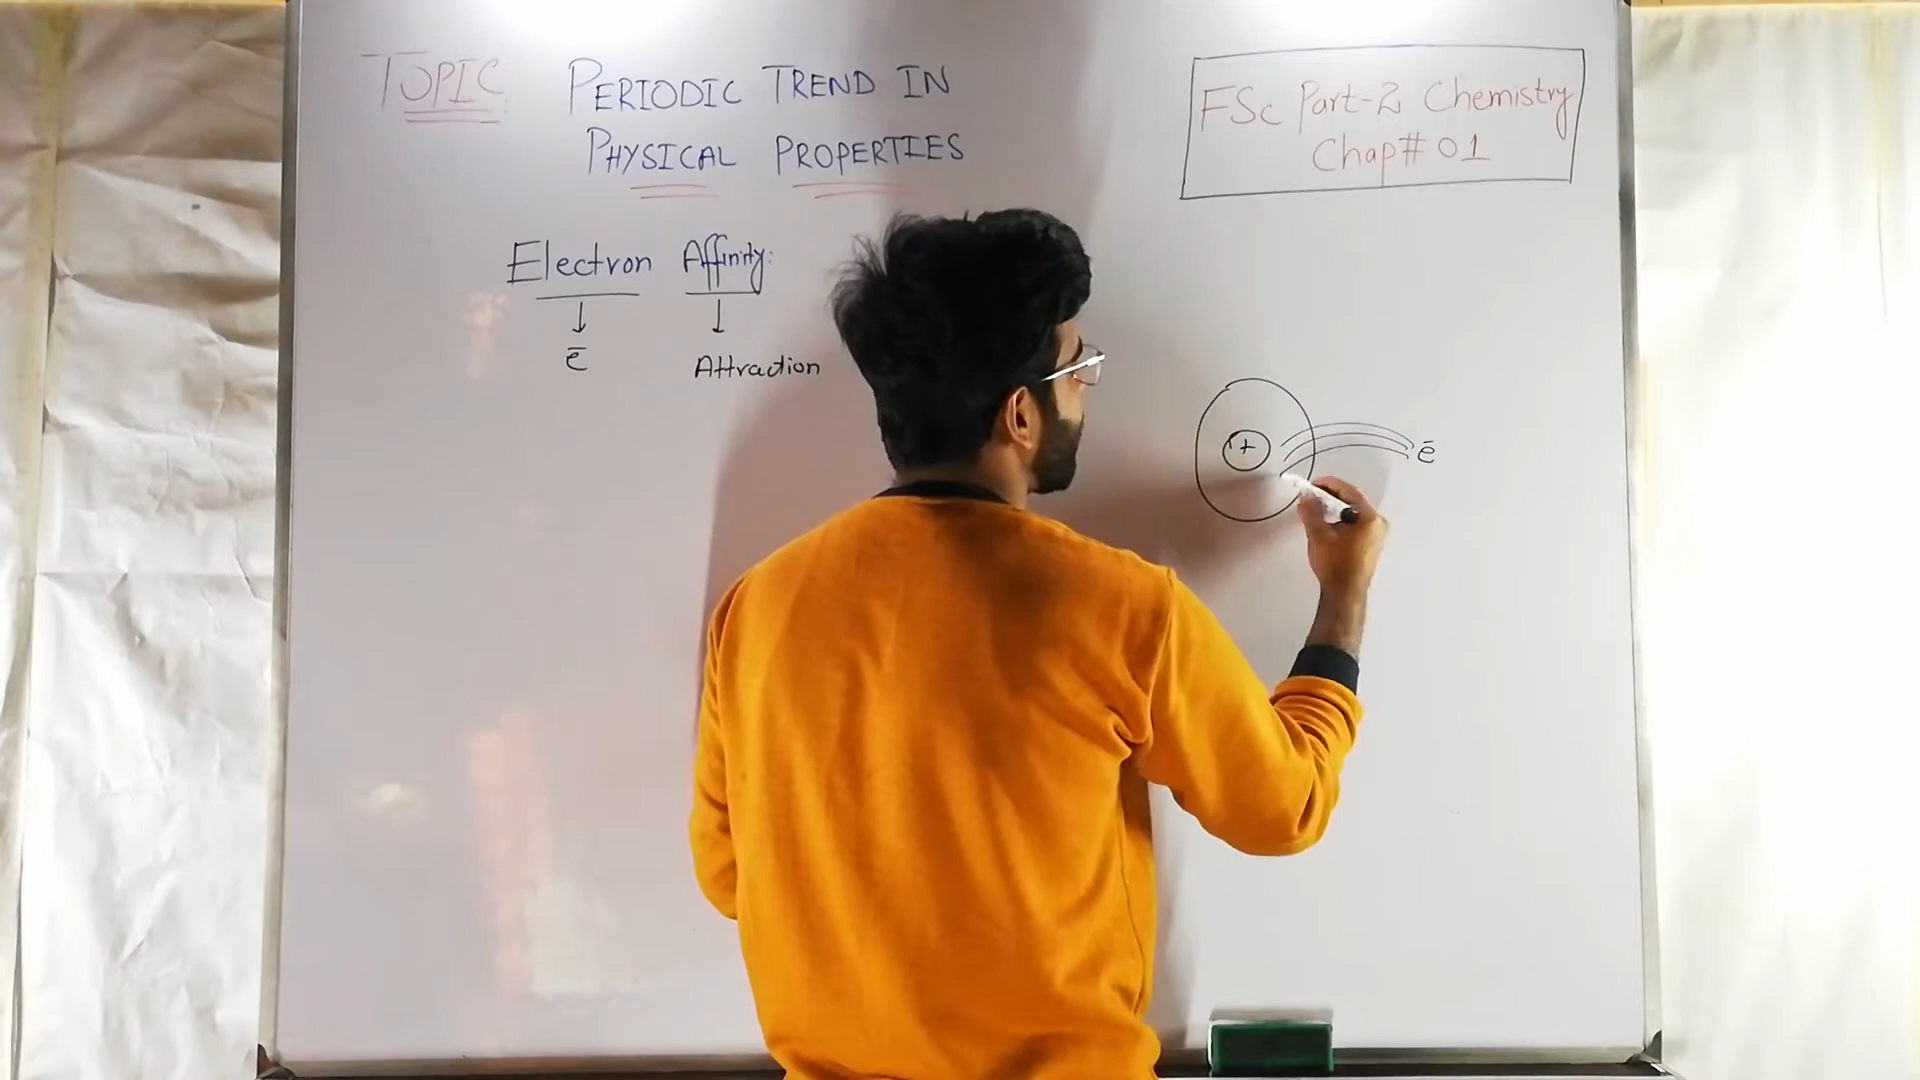 TOPIC: PERIODIC TREND IN
PHYSICAL PROPERTIES
FSc Part-2 Chemistry
Chap# 01
Electron Affinity:
↓ ↓
ē Attraction
+ ē